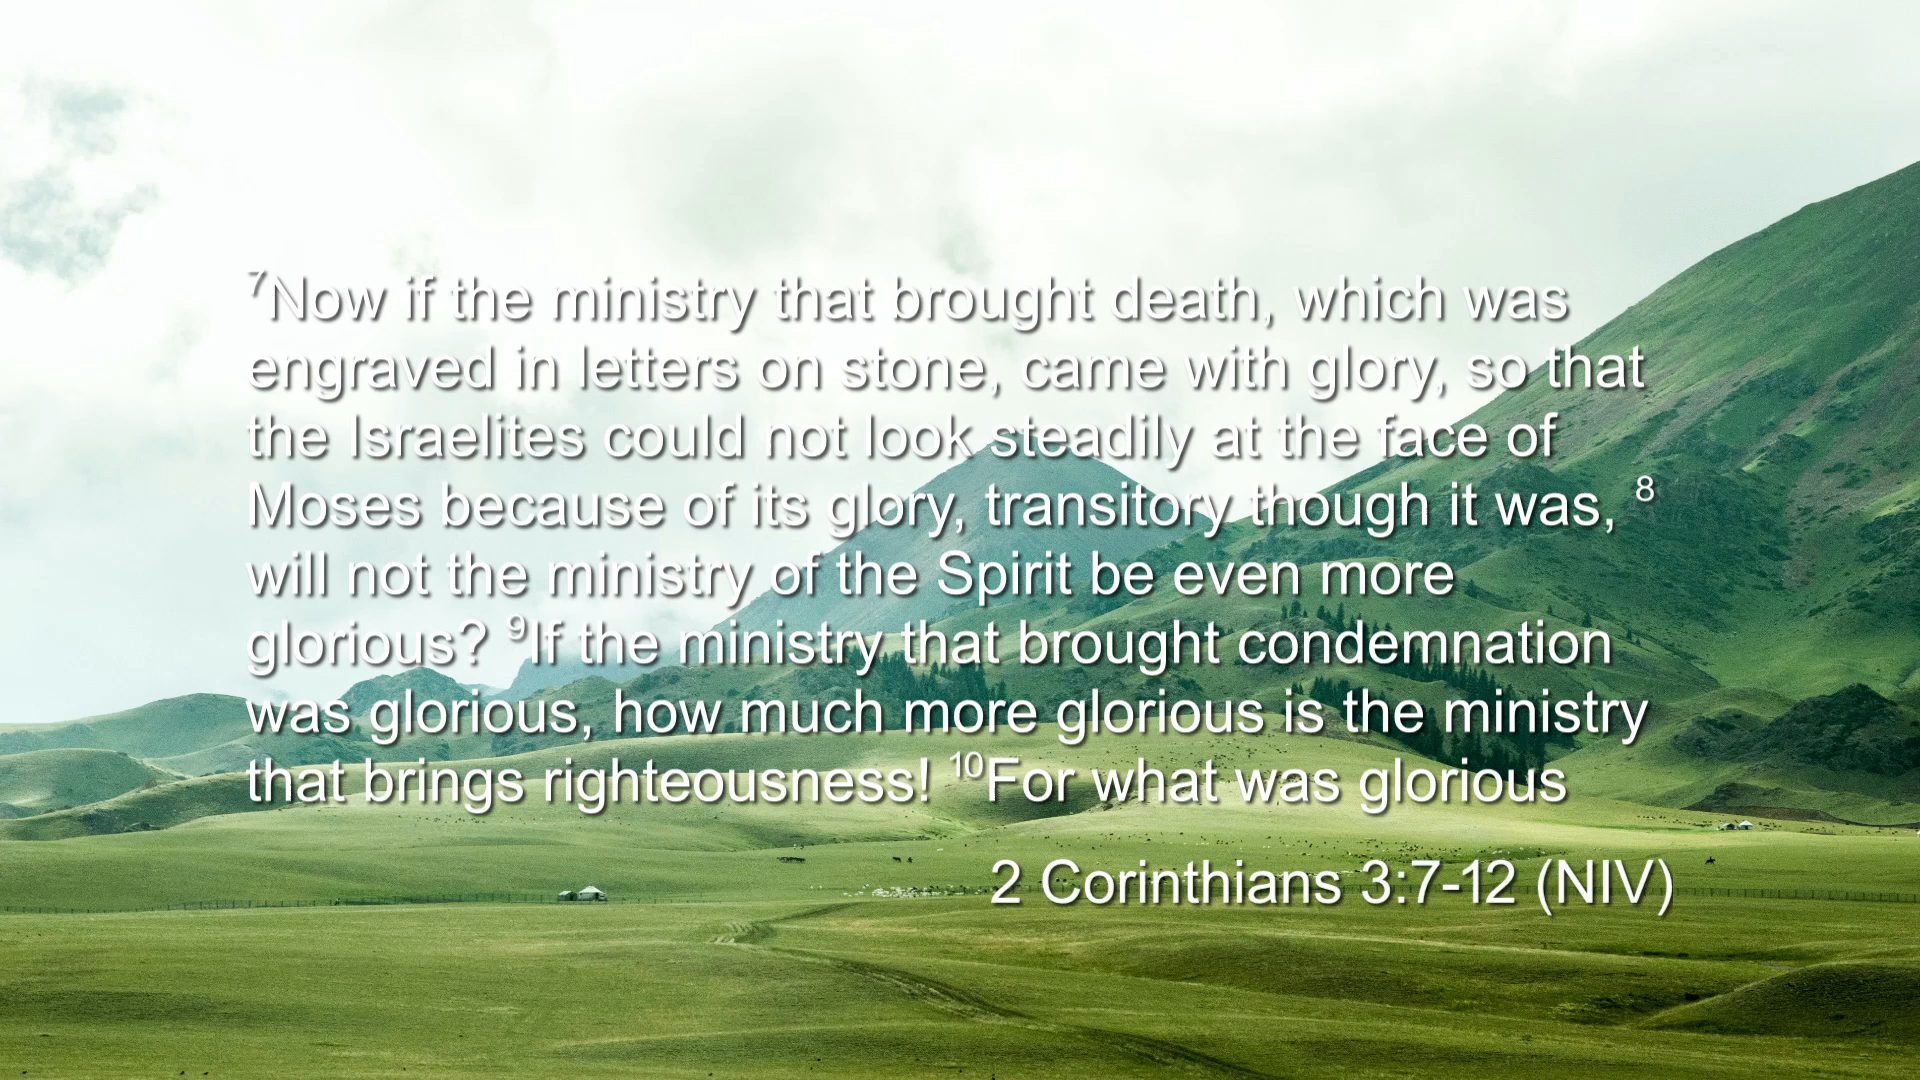 ⁷Now if the ministry that brought death, which was
engraved in letters on stone, came with glory, so that
the Israelites could not look steadily at the face of
Moses because of its glory, transitory though it was, ⁸
will not the ministry of the Spirit be even more
glorious? ⁹If the ministry that brought condemnation
was glorious, how much more glorious is the ministry
that brings righteousness! ¹⁰For what was glorious
2 Corinthians 3:7-12 (NIV)